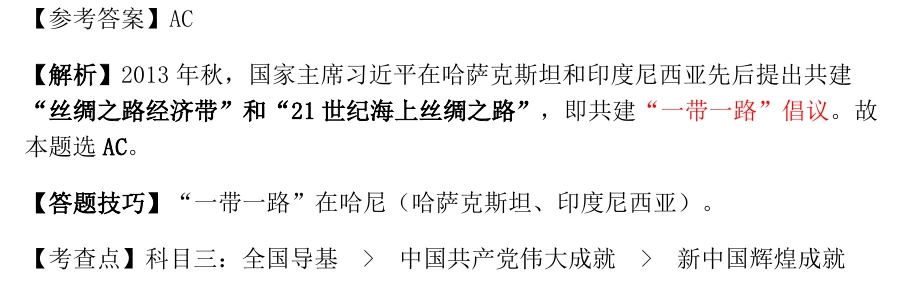 【参考答案】AC
【解析】2013 年秋，国家主席习近平在哈萨克斯坦和印度尼西亚先后提出共建
“丝绸之路经济带”和“21 世纪海上丝绸之路”，即共建“一带一路”倡议。故
本题选 AC。
【答题技巧】“一带一路”在哈尼（哈萨克斯坦、印度尼西亚）。
【考查点】科目三：全国导基 > 中国共产党伟大成就 > 新中国辉煌成就